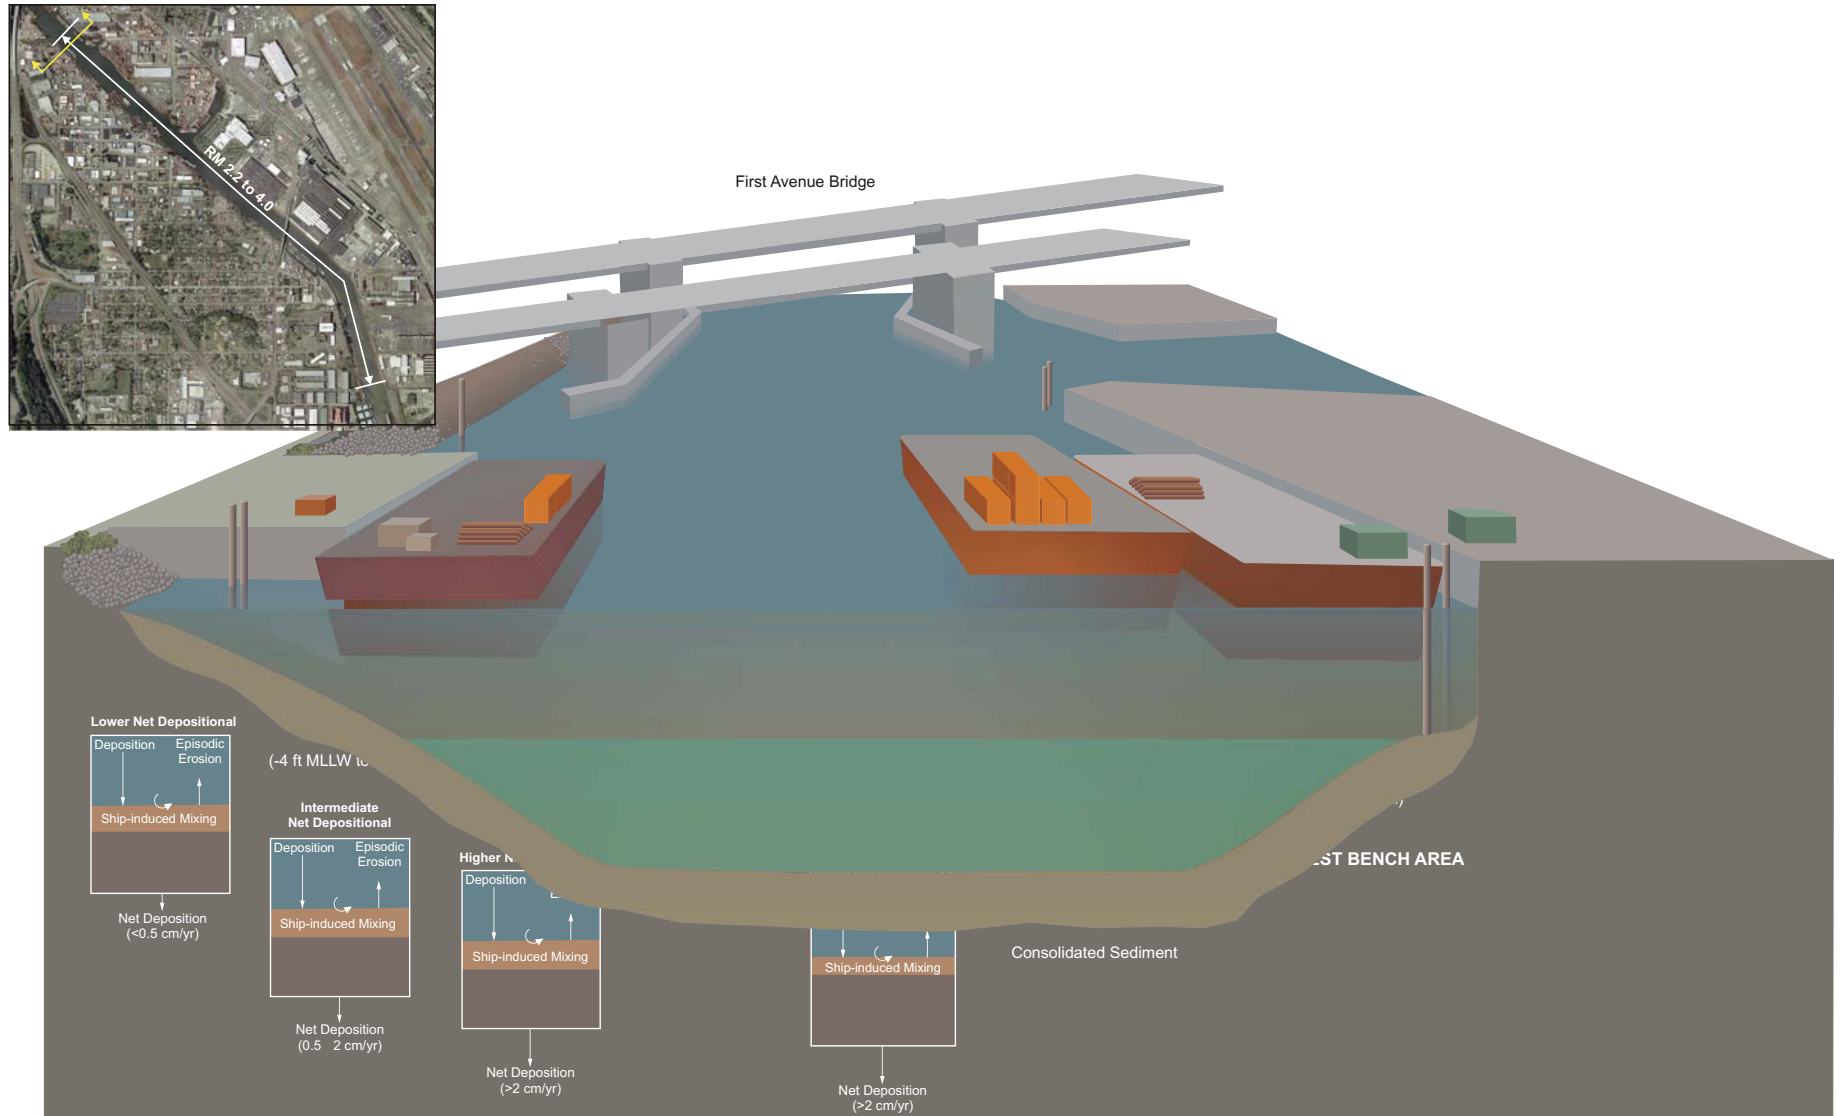 RM 2.2 to 4.0
First Avenue Bridge
Lower Net Depositional
Deposition
Episodic
Erosion
Ship-induced Mixing
Net Deposition
(<0.5 cm/yr)
(-4 ft MLLW to
Intermediate
Net Depositional
Deposition
Episodic
Erosion
Ship-induced Mixing
Net Deposition
(0.5 2 cm/yr)
Higher
Deposition
Ship-induced Mixing
Net Deposition
(>2 cm/yr)
Ship-induced Mixing
Net Deposition
(>2 cm/yr)
Consolidated Sediment
BENCH AREA